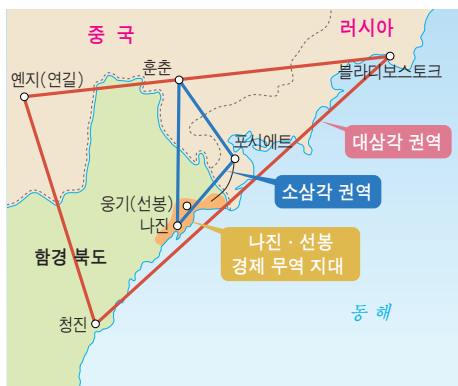 중 국
러시아
훈춘
옌지(연길)
블라디보스토크
포시에트
대삼각 권역
소삼각 권역
웅기(선봉)
나진
나진·선봉
경제 무역 지대
함경 북도
청진
동 해